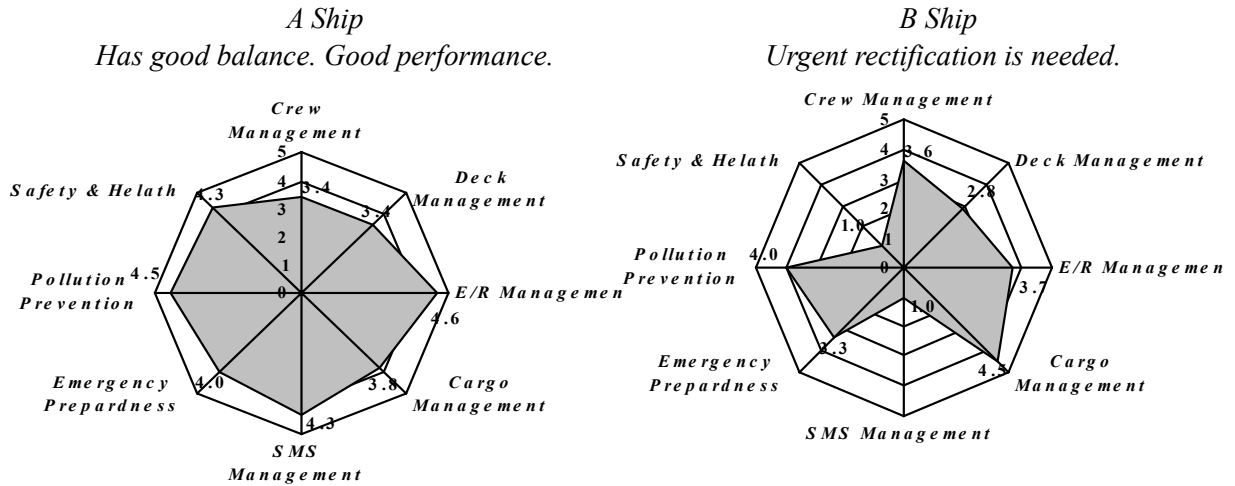 A Ship
Has good balance. Good performance.
Crew
Management
5
4
3.4
3
2
1
0
Deck
Management
3.4
E/R Managemen
4.6
Cargo
Management
3.8
SMS
Management
4.3
Emergency
Prepardness
4.0
Pollution
Prevention
4.5
Safety & Helath
4.3
B Ship
Urgent rectification is needed.
Crew Management
5
4
3.6
3
2
1
0
Deck Management
2.8
E/R Managemen
3.7
Cargo
Management
4.5
SMS Management
1.0
Emergency
Prepardness
3.3
Pollution
Prevention
4.0
Safety & Helath
1.0